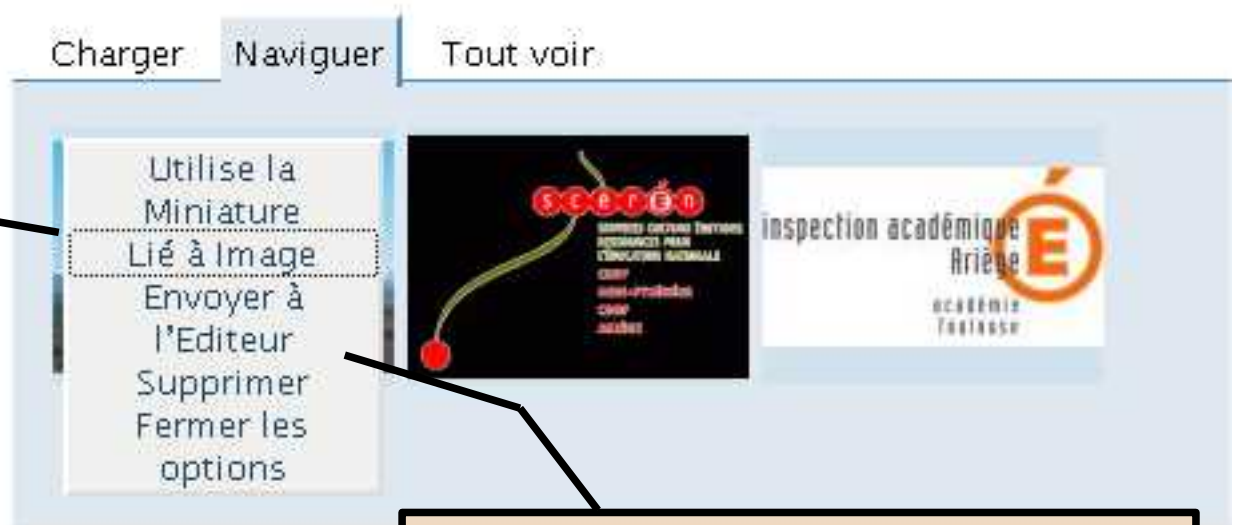 Charger Naviguer Tout voir
Utilise la
Miniature
Lié à Image
Envoyer à
l'Editeur
Supprimer
Fermer les
options
scérÉn
inspection académique
Ariège
académie
Toulouse